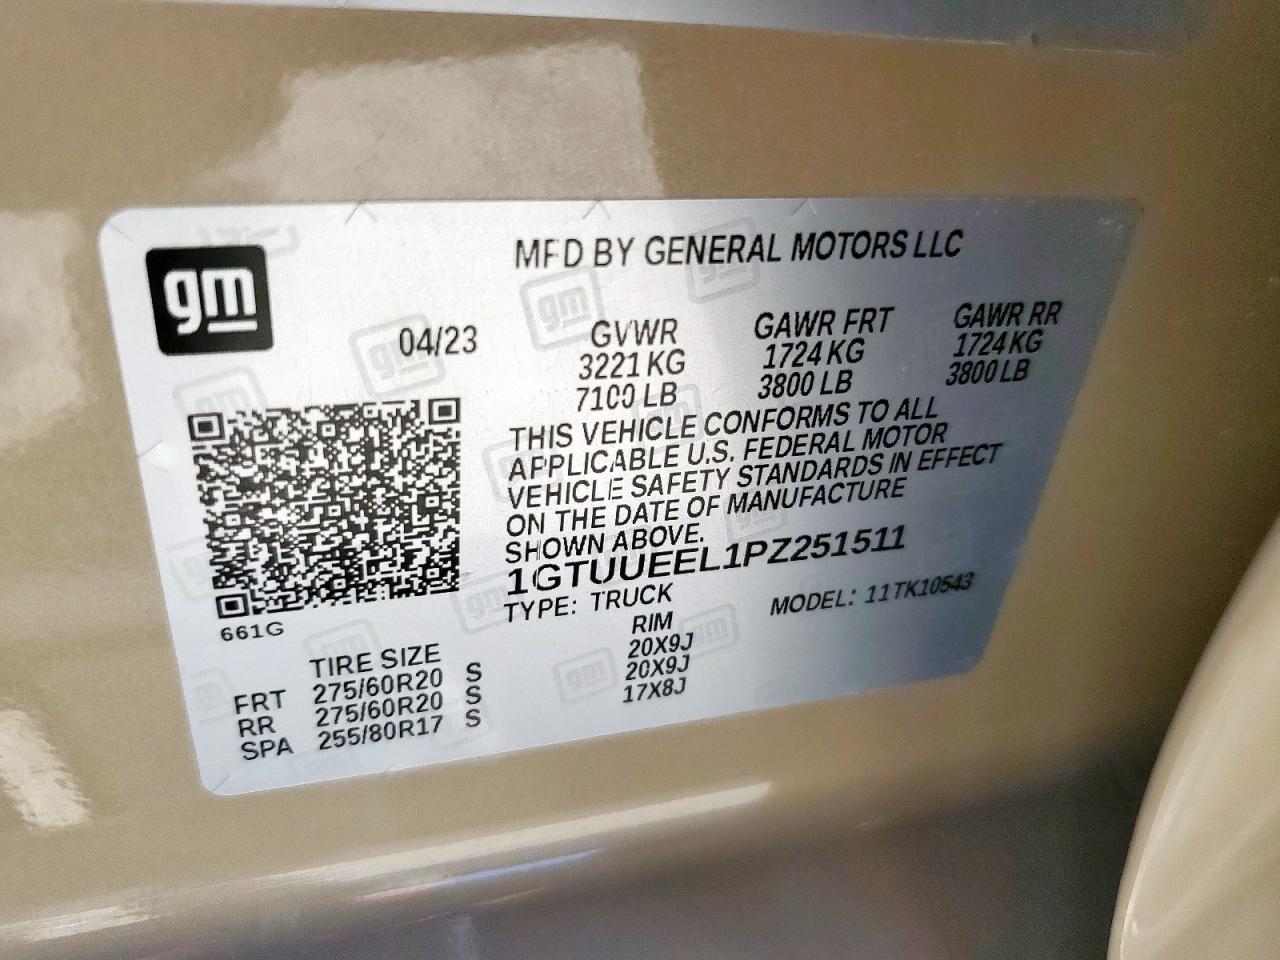 gm
MFD BY GENERAL MOTORS LLC
04/23 GVWR GAWR FRT GAWR RR
3221 KG 1724 KG 1724 KG
7100 LB 3800 LB 3800 LB
THIS VEHICLE CONFORMS TO ALL
APPLICABLE U.S. FEDERAL MOTOR
VEHICLE SAFETY STANDARDS IN EFFECT
ON THE DATE OF MANUFACTURE
SHOWN ABOVE.
1GTUUEEL1PZ251511
TYPE: TRUCK MODEL: 11TK10543
661G
TIRE SIZE RIM
FRT 275/60R20 S 20X9J
RR 275/60R20 S 20X9J
SPA 255/80R17 S 17X8J